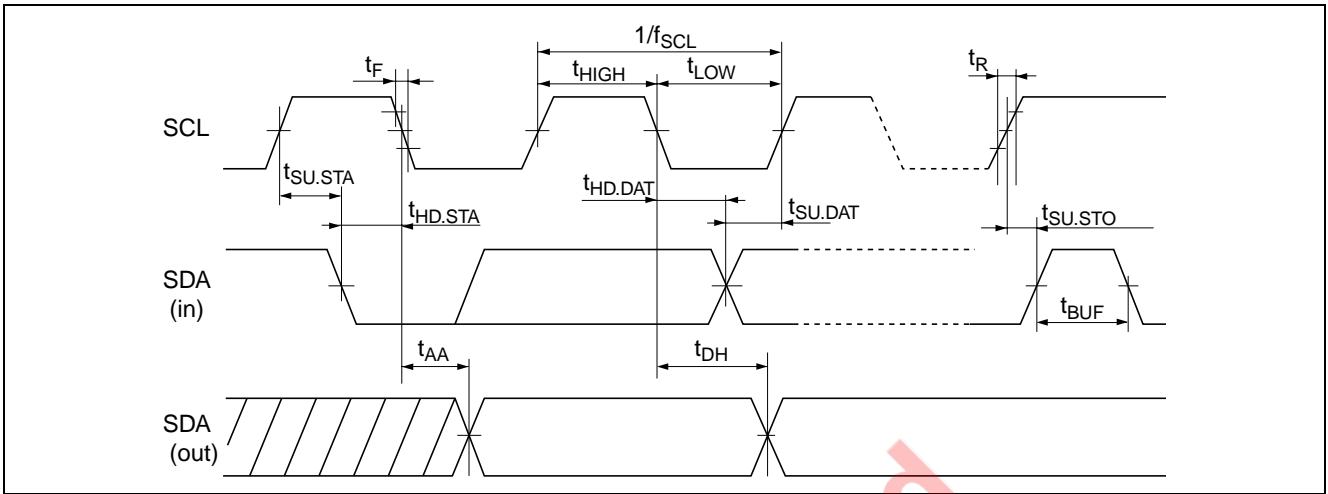 1/fSCL
tF
tHIGH
tLOW
tR
SCL
tSU.STA
tHD.STA
tHD.DAT
tSU.DAT
tSU.STO
SDA
(in)
tBUF
tAA
tDH
SDA
(out)
d